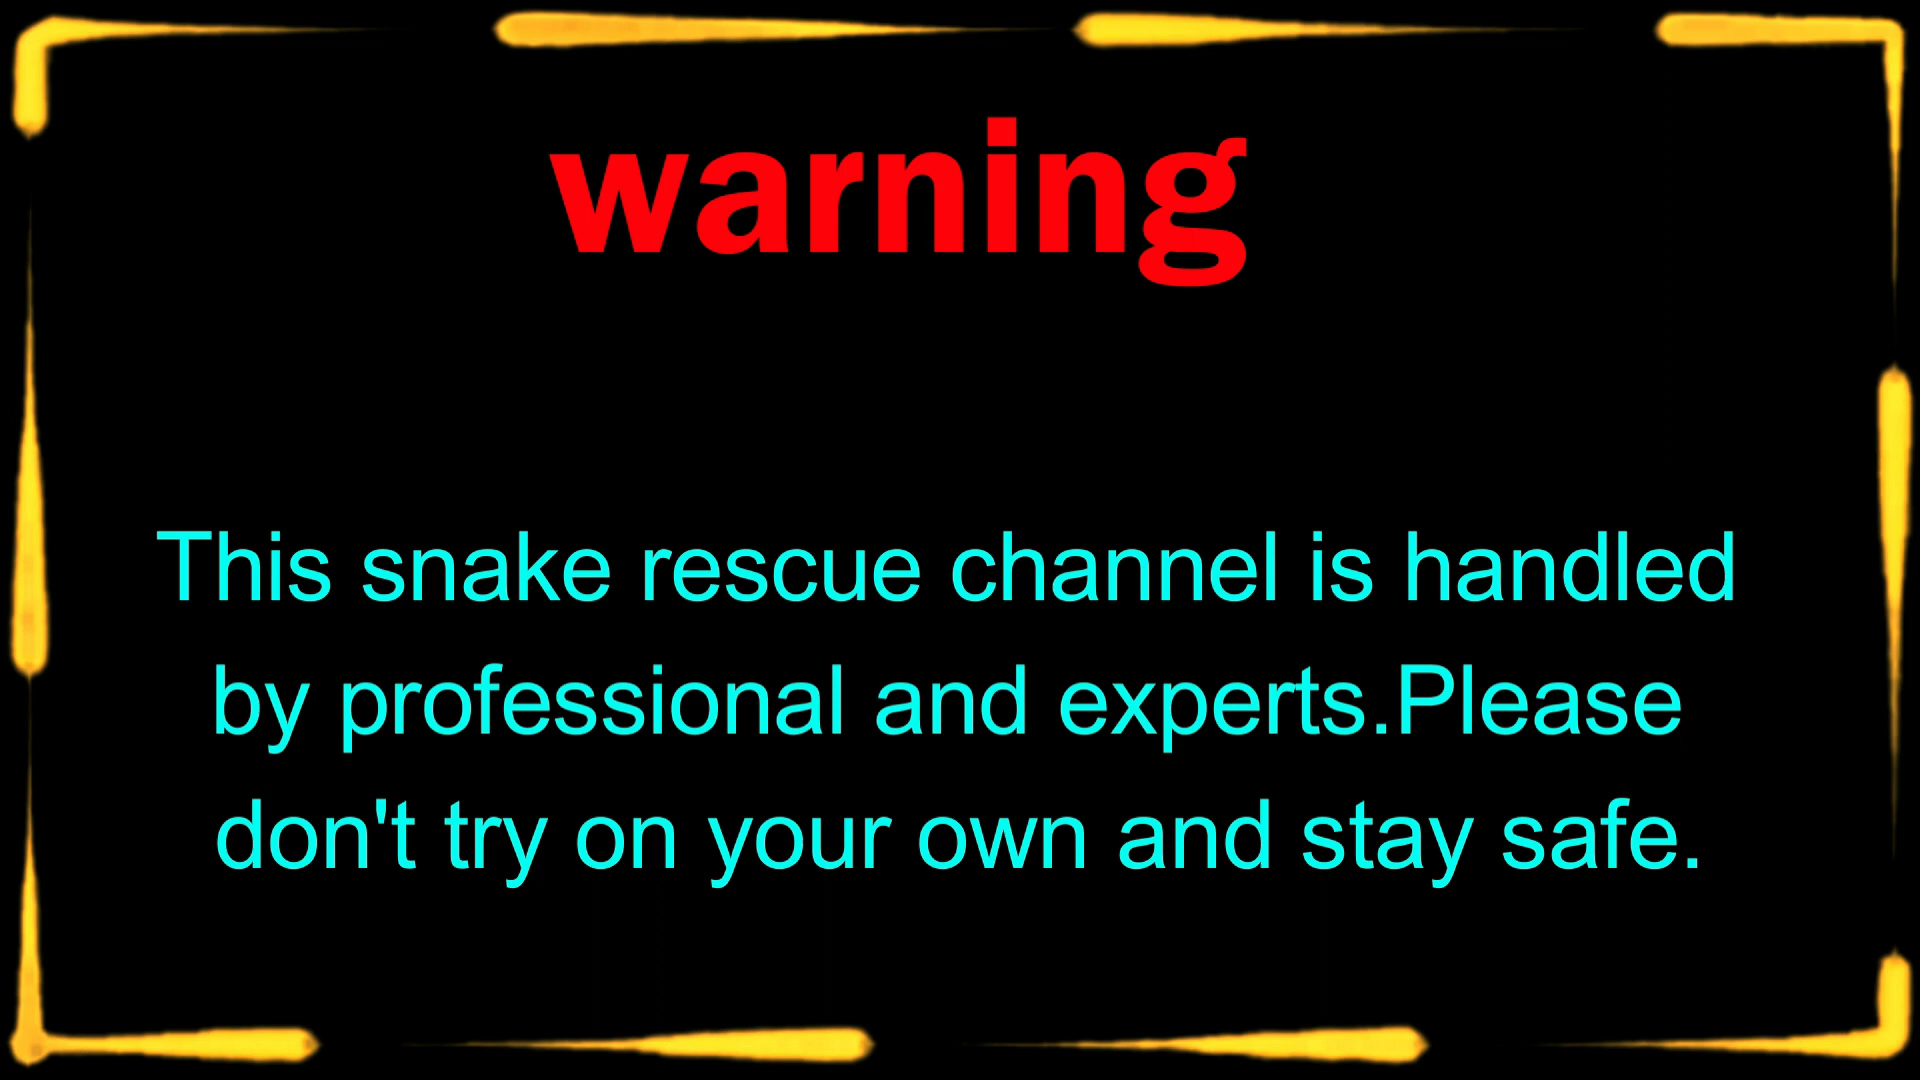 warning
This snake rescue channel is handled
by professional and experts.Please
don't try on your own and stay safe.